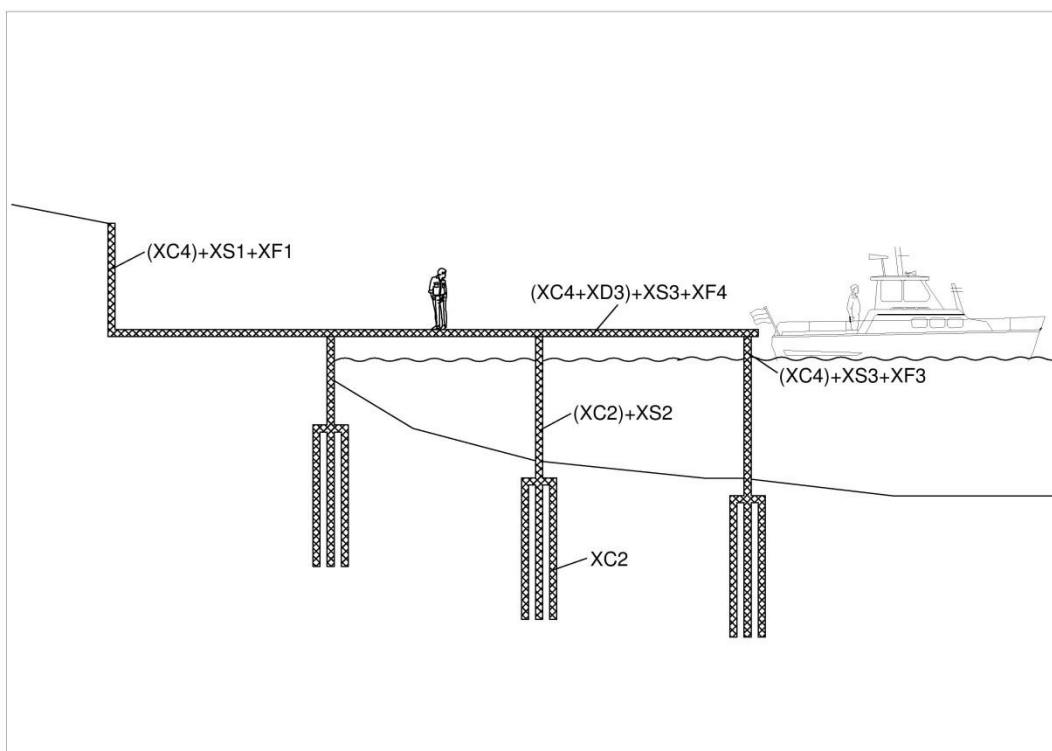 (XC4)+XS1+XF1
(XC4+XD3)+XS3+XF4
(XC4)+XS3+XF3
(XC2)+XS2
XC2